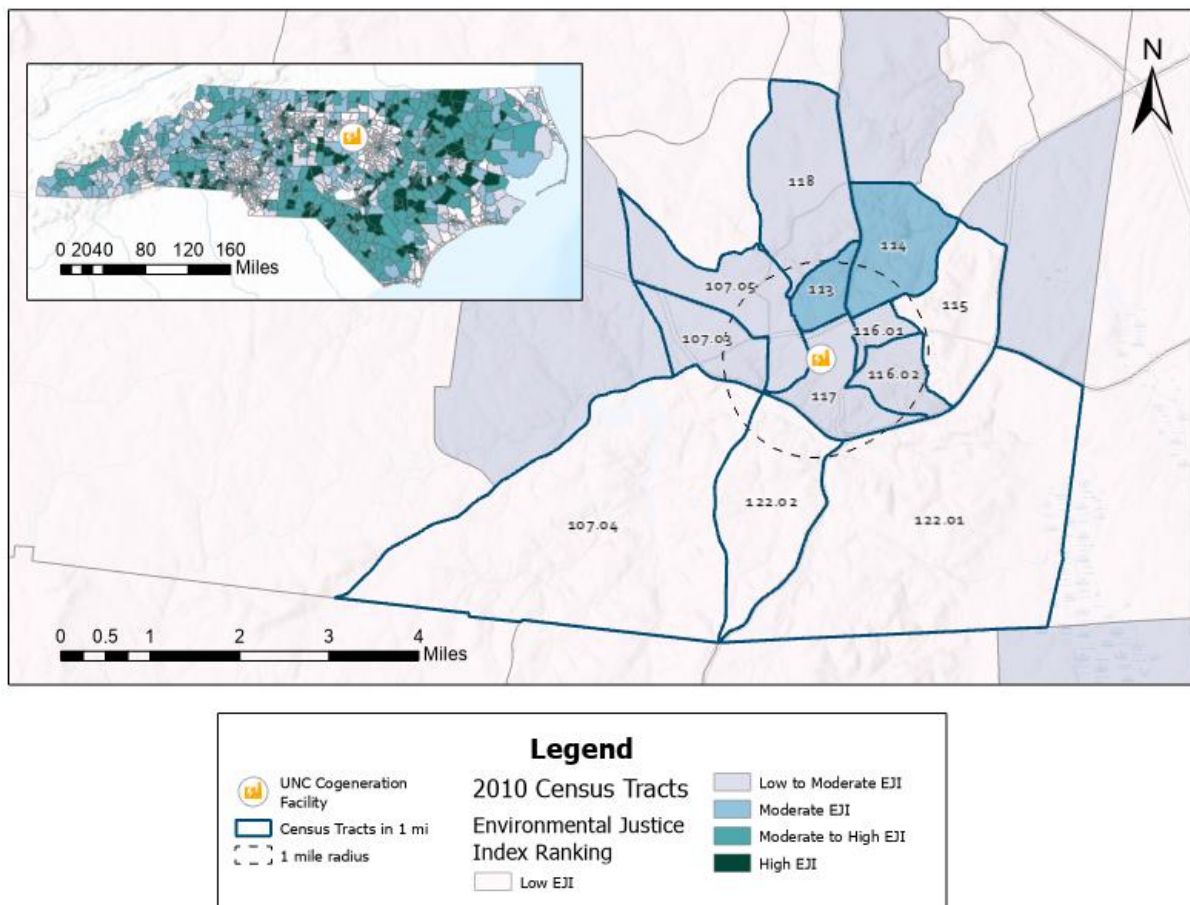 N
0 2040 80 120 160
Miles
118
114
113
107.05
115
116.01
107.03
116.02
117
122.02
122.01
107.04
0 0.5 1 2 3 4
Miles
Legend
UNC Cogeneration
Facility
Census Tracts in 1 mi
1 mile radius
2010 Census Tracts
Environmental Justice
Index Ranking
Low EJI
Low to Moderate EJI
Moderate EJI
Moderate to High EJI
High EJI